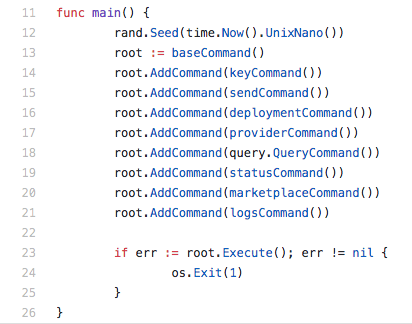 11 func main() {
12 rand.Seed(time.Now().UnixNano())
13 root := baseCommand()
14 root.AddCommand(keyCommand())
15 root.AddCommand(sendCommand())
16 root.AddCommand(deploymentCommand())
17 root.AddCommand(providerCommand())
18 root.AddCommand(query.QueryCommand())
19 root.AddCommand(statusCommand())
20 root.AddCommand(marketplaceCommand())
21 root.AddCommand(logsCommand())
22
23 if err := root.Execute(); err != nil {
24 os.Exit(1)
25 }
26 }